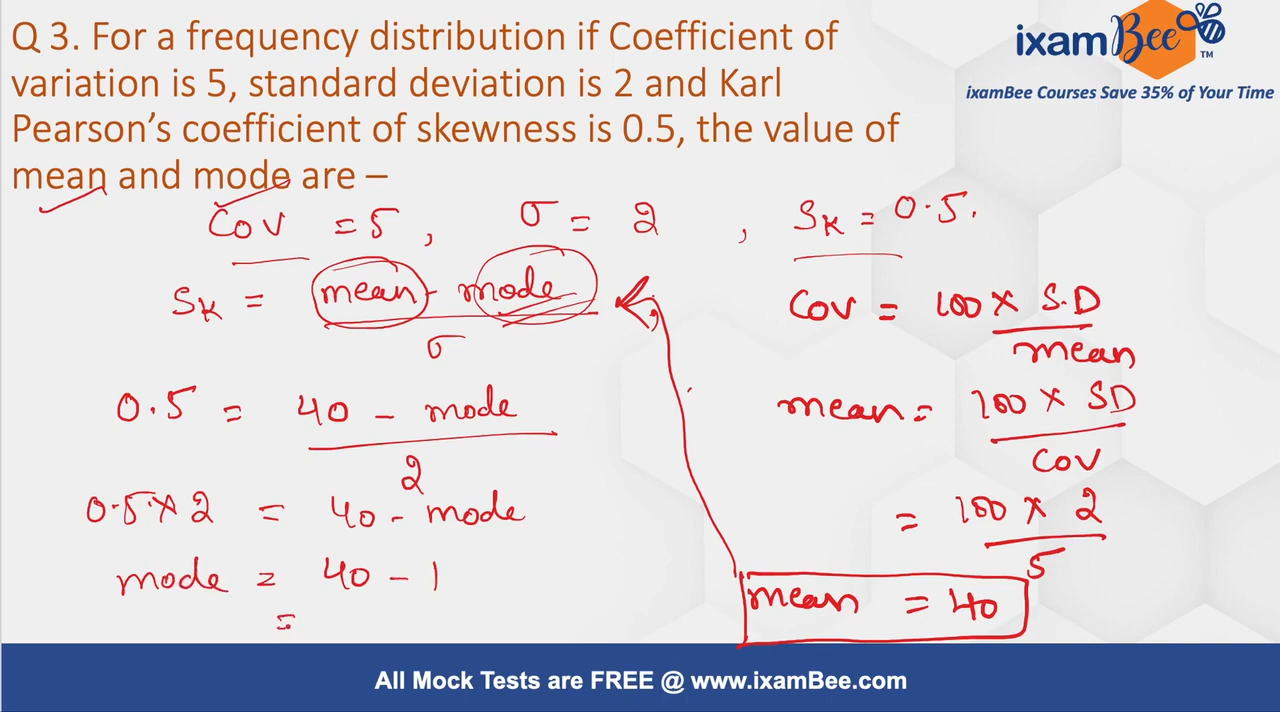 Q 3. For a frequency distribution if Coefficient of
variation is 5, standard deviation is 2 and Karl
Pearson's coefficient of skewness is 0.5, the value of
mean and mode are –
ixamBee TM
ixamBee Courses Save 35% of Your Time
COV = 5, σ = 2, SK = 0.5.
SK = mean - mode
σ
0.5 = 40 - mode
2
0.5 × 2 = 40 - mode
mode = 40 - 1
=
COV = 100 × S.D
mean
mean = 100 × SD
COV
= 100 × 2
5
mean = 40
All Mock Tests are FREE @ www.ixamBee.com